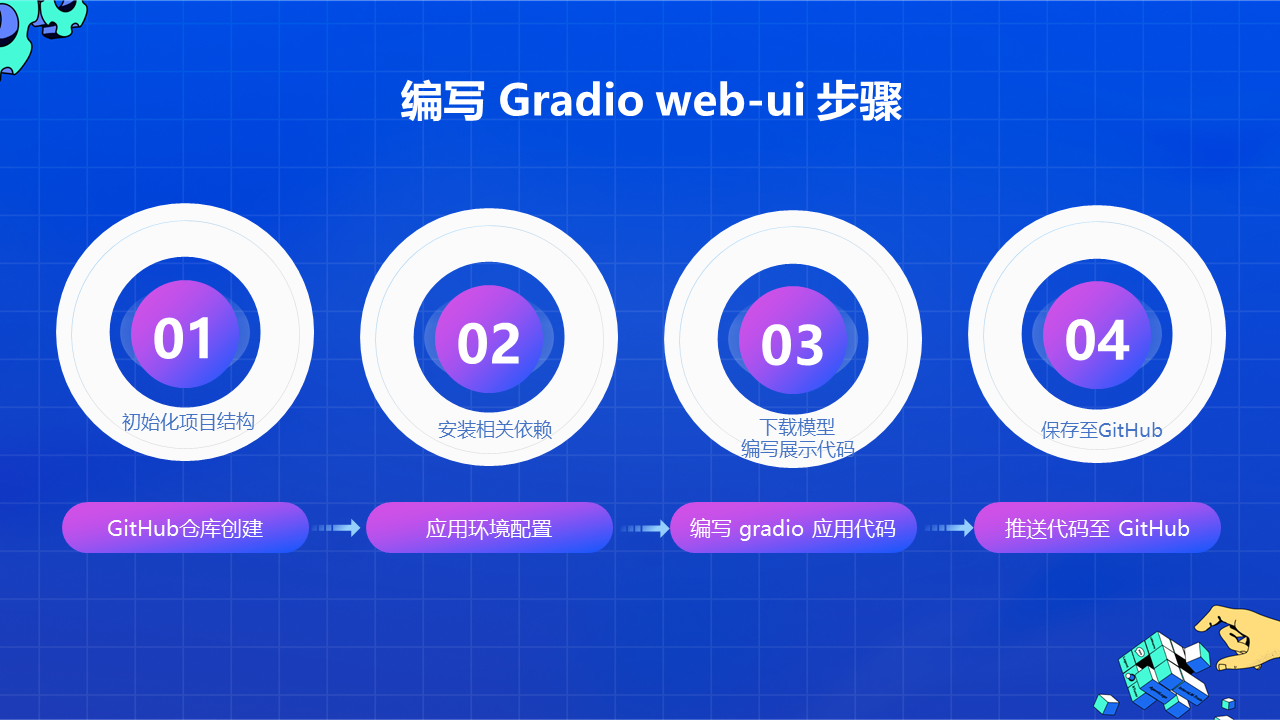 编写 Gradio web-ui 步骤
01
初始化项目结构
02
安装相关依赖
03
下载模型
编写展示代码
04
保存至GitHub
GitHub仓库创建
应用环境配置
编写 gradio 应用代码
推送代码至 GitHub